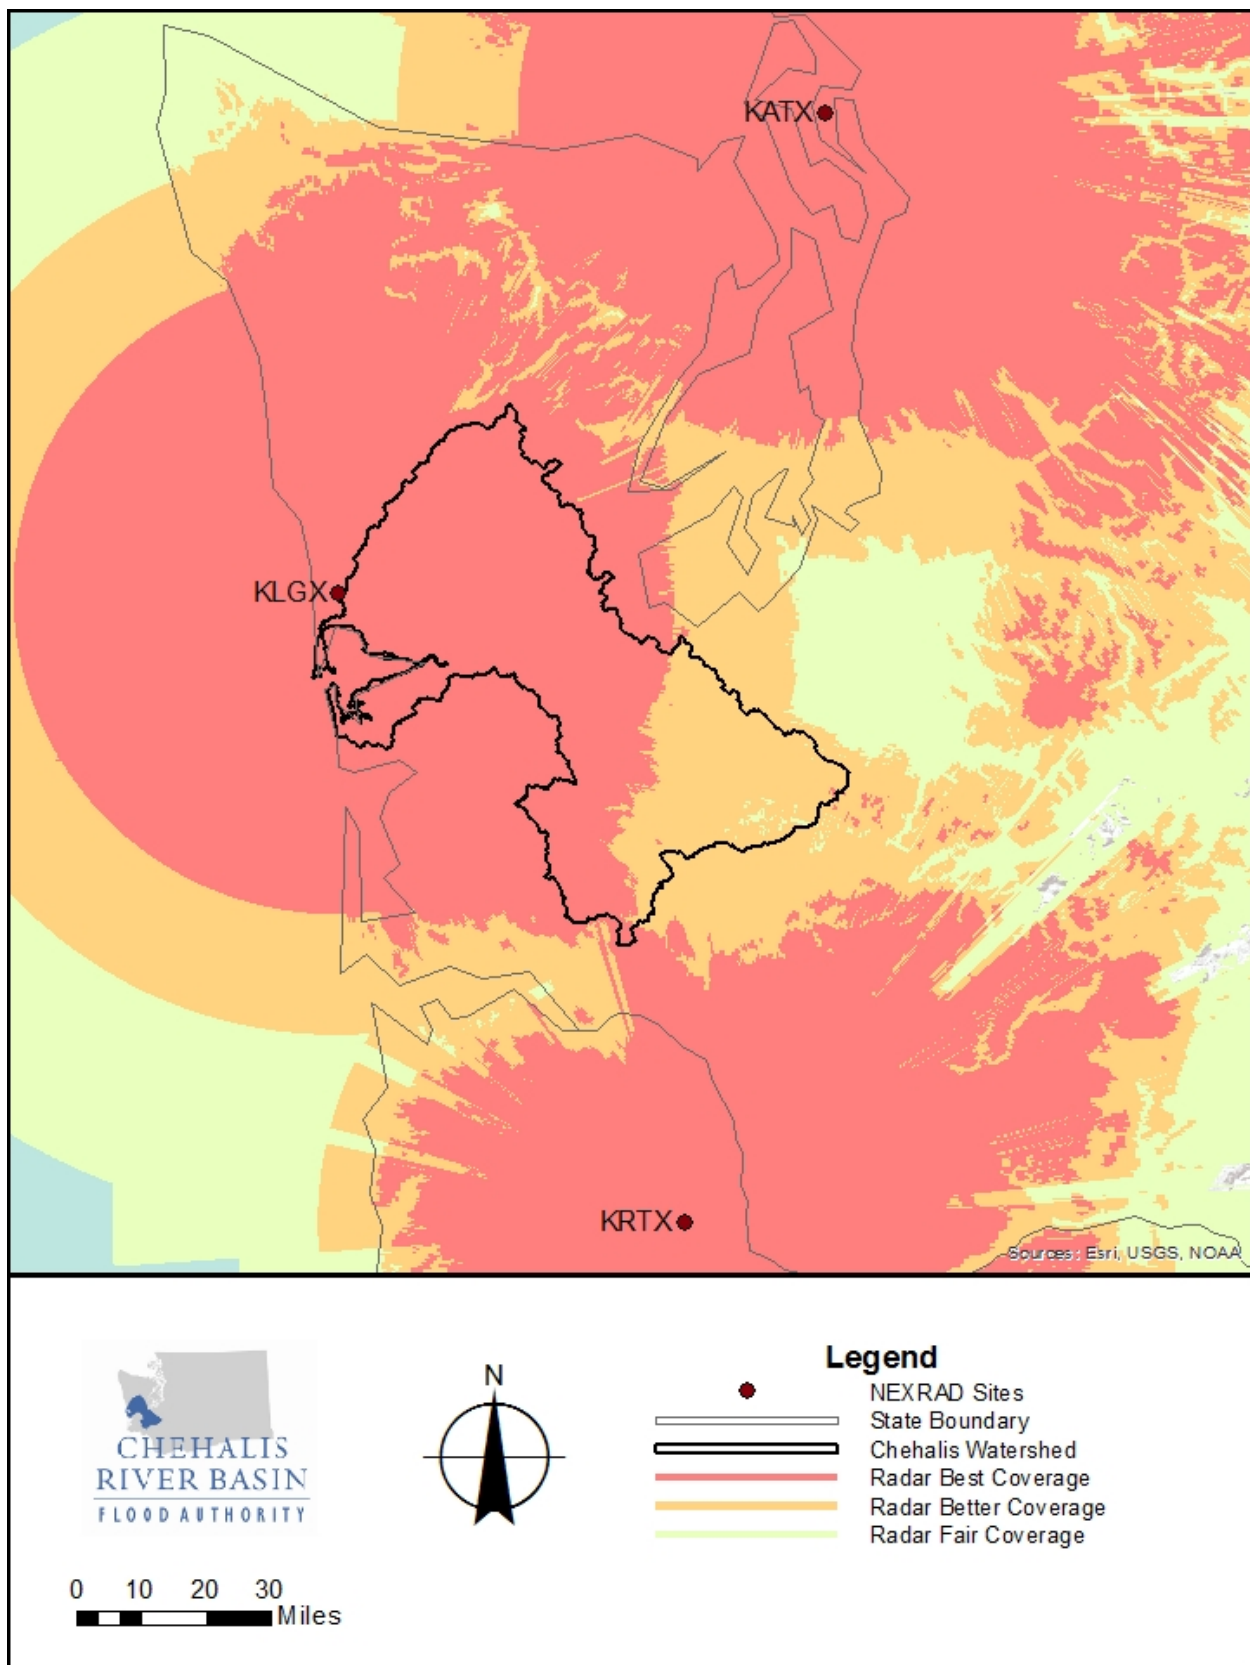 KATX
KLGX
KRTX
Sources: Esri, USGS, NOAA
Legend
NEXRAD Sites
State Boundary
Chehalis Watershed
Radar Best Coverage
Radar Better Coverage
Radar Fair Coverage
N
CHEHALIS
RIVER BASIN
FLOOD AUTHORITY
0 10 20 30
Miles